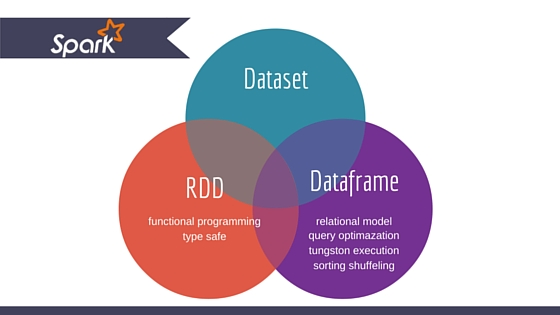 Spark
Dataset
RDD
functional programming
type safe
Dataframe
relational model
query optimazation
tungston execution
sorting shuffeling